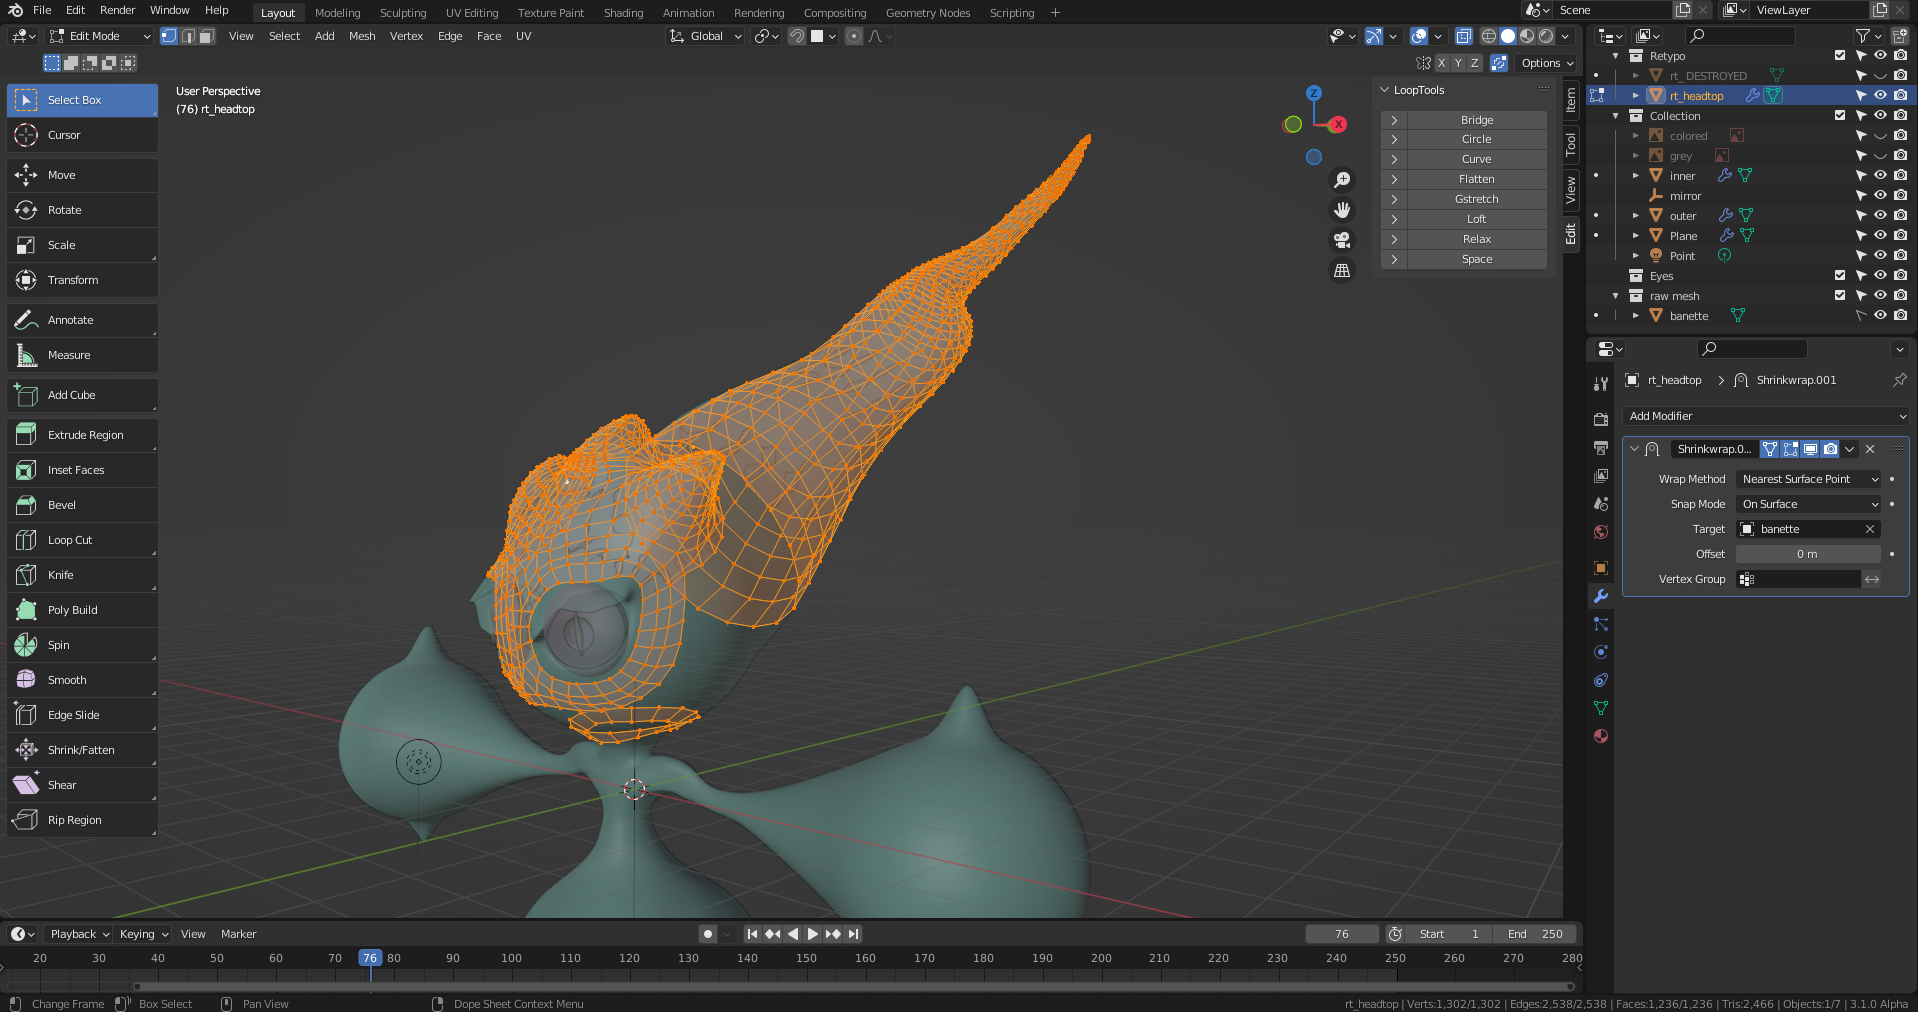 File Edit Render Window Help Layout Modeling Sculpting UV Editing Texture Paint Shading Animation Rendering Compositing Geometry Nodes Scripting + Scene ViewLayer
Edit Mode View Select Add Mesh Vertex Edge Face UV Global
X Y Z Options
User Perspective
(76) rt_headtop
Select Box
Cursor
Move
Rotate
Scale
Transform
Annotate
Measure
Add Cube
Extrude Region
Inset Faces
Bevel
Loop Cut
Knife
Poly Build
Spin
Smooth
Edge Slide
Shrink/Fatten
Shear
Rip Region
Z
X
LoopTools
Bridge
Circle
Curve
Flatten
Gstretch
Loft
Relax
Space
Item
Tool
View
Edit
Retypo
rt_DESTROYED
rt_headtop
Collection
colored
grey
inner
mirror
outer
Plane
Point
Eyes
raw mesh
banette
rt_headtop > Shrinkwrap.001
Add Modifier
Shrinkwrap.0...
Wrap Method Nearest Surface Point
Snap Mode On Surface
Target banette
Offset 0 m
Vertex Group
Playback Keying View Marker 76 Start 1 End 250
20 30 40 50 60 70 76 80 90 100 110 120 130 140 150 160 170 180 190 200 210 220 230 240 250 260 270 280
Change Frame Box Select Pan View Dope Sheet Context Menu rt_headtop | Verts:1,302/1,302 | Edges:2,538/2,538 | Faces:1,236/1,236 | Tris:2,466 | Objects:1/7 | 3.1.0 Alpha